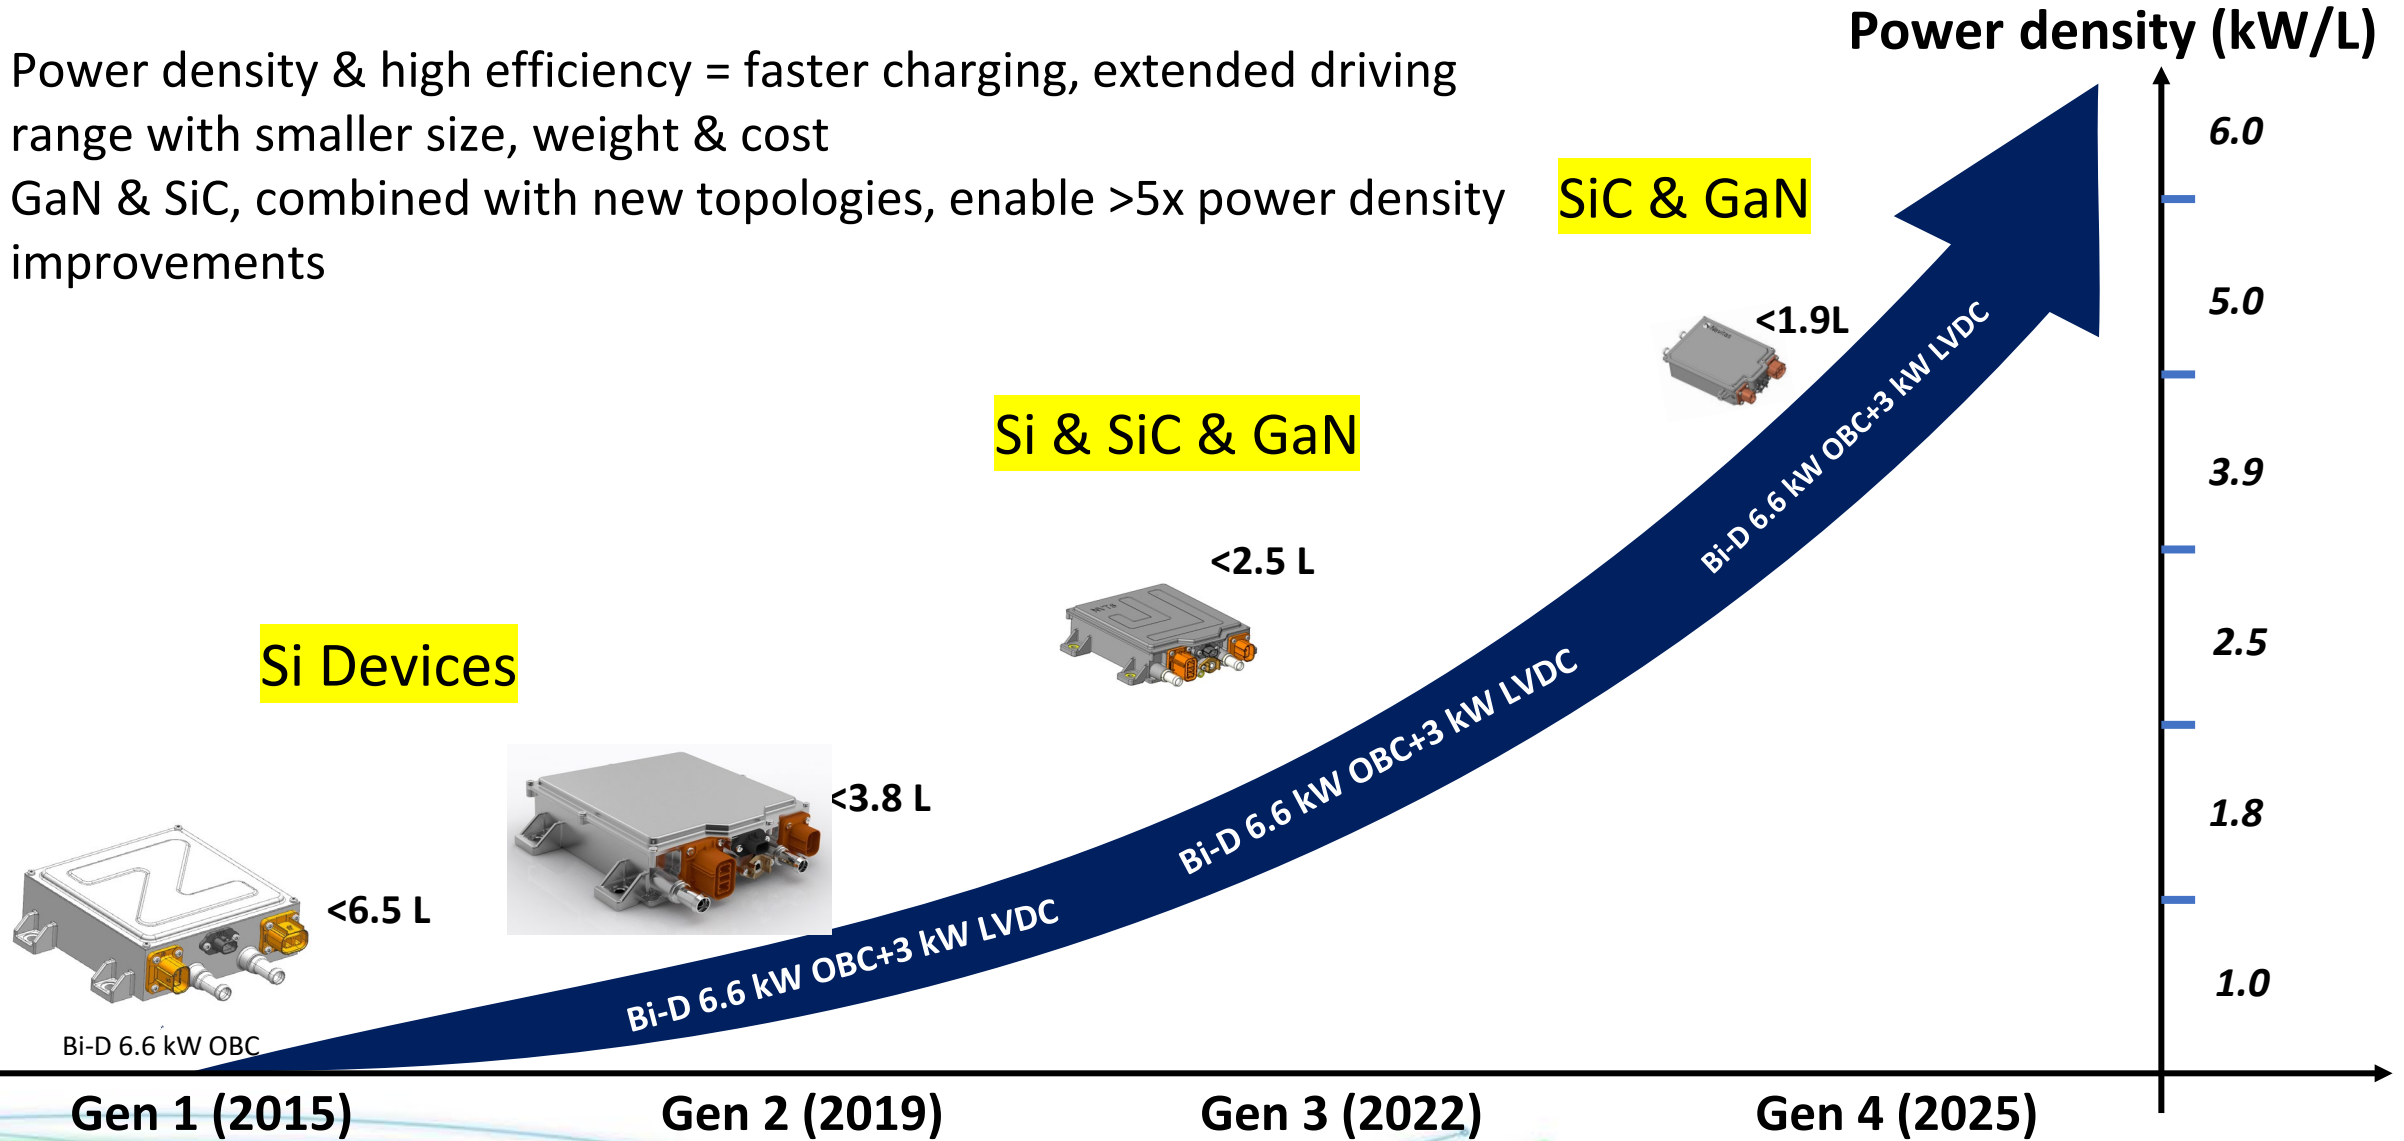 Power density (kW/L)
Power density & high efficiency = faster charging, extended driving
range with smaller size, weight & cost
GaN & SiC, combined with new topologies, enable >5x power density
improvements
SiC & GaN
6.0
5.0
<1.9L
Bi-D 6.6 kW OBC+3 kW LVDC
Si & SiC & GaN
3.9
<2.5 L
2.5
Si Devices
Bi-D 6.6 kW OBC+3 kW LVDC
<3.8 L
1.8
<6.5 L
Bi-D 6.6 kW OBC+3 kW LVDC
1.0
Bi-D 6.6 kW OBC
Gen 1 (2015)
Gen 2 (2019)
Gen 3 (2022)
Gen 4 (2025)